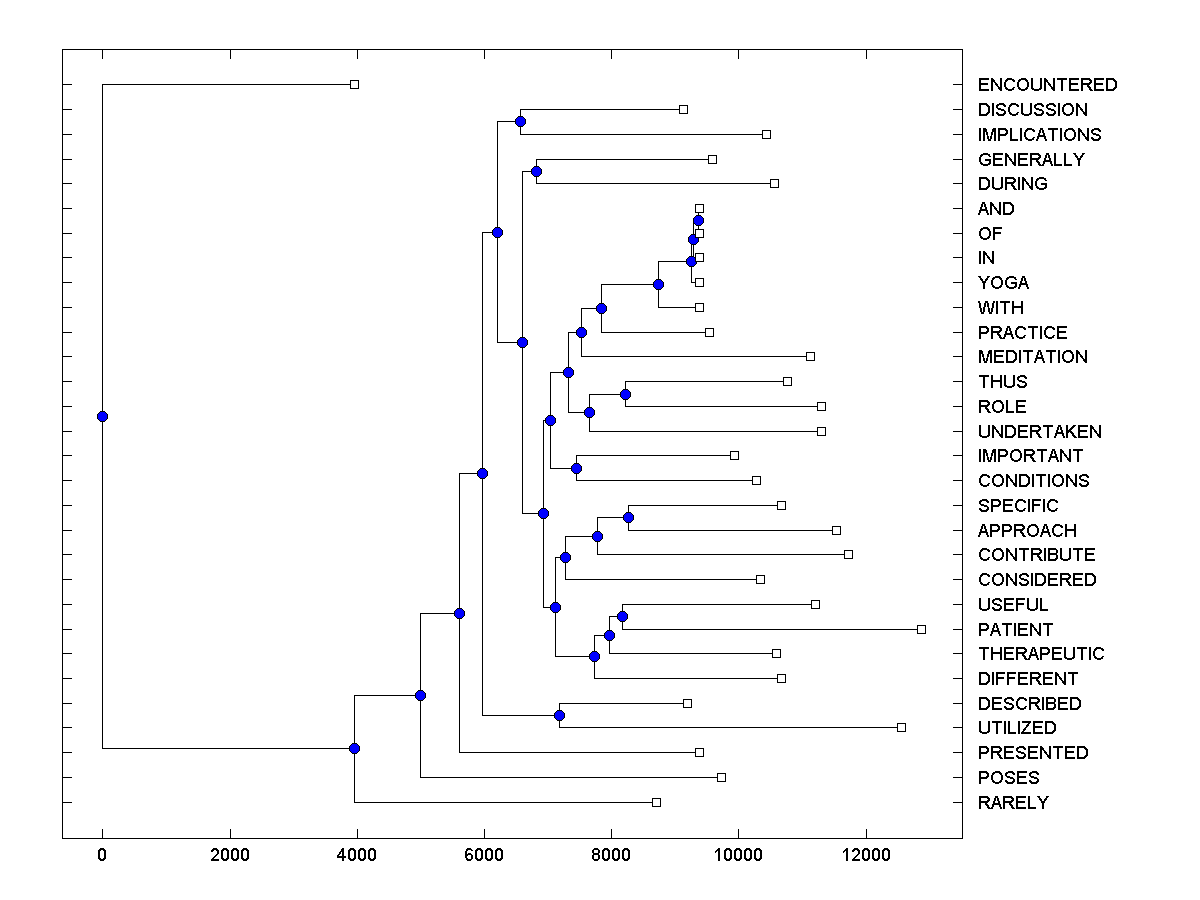 ENCOUNTERED
DISCUSSION
IMPLICATIONS
GENERALLY
DURING
AND
OF
IN
YOGA
WITH
PRACTICE
MEDITATION
THUS
ROLE
UNDERTAKEN
IMPORTANT
CONDITIONS
SPECIFIC
APPROACH
CONTRIBUTE
CONSIDERED
USEFUL
PATIENT
THERAPEUTIC
DIFFERENT
DESCRIBED
UTILIZED
PRESENTED
POSES
RARELY
0 2000 4000 6000 8000 10000 12000